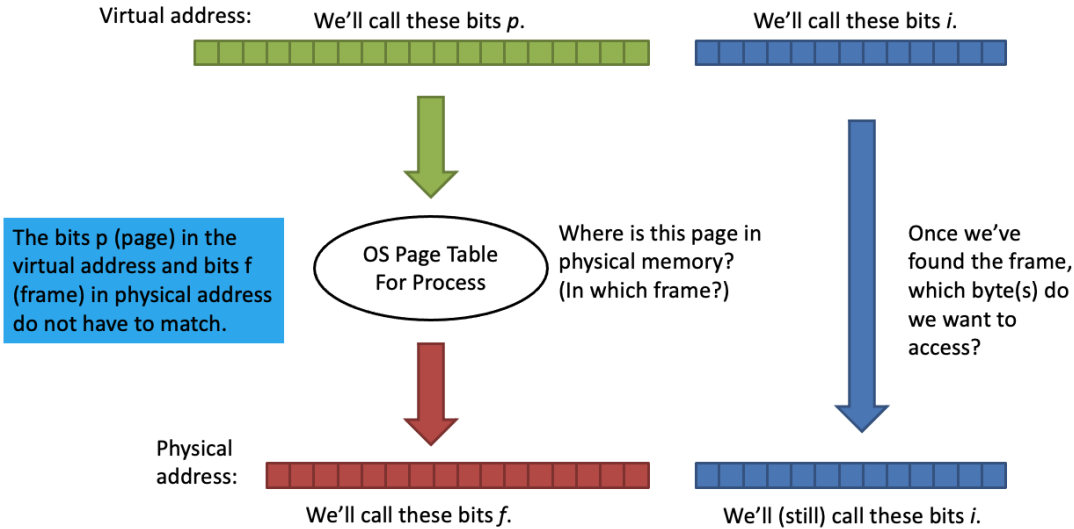 Virtual address:
We'll call these bits p.
We'll call these bits i.
The bits p (page) in the
virtual address and bits f
(frame) in physical address
do not have to match.
OS Page Table
For Process
Where is this page in
physical memory?
(In which frame?)
Once we've
found the frame,
which byte(s) do
we want to
access?
Physical
address:
We'll call these bits f.
We'll (still) call these bits i.